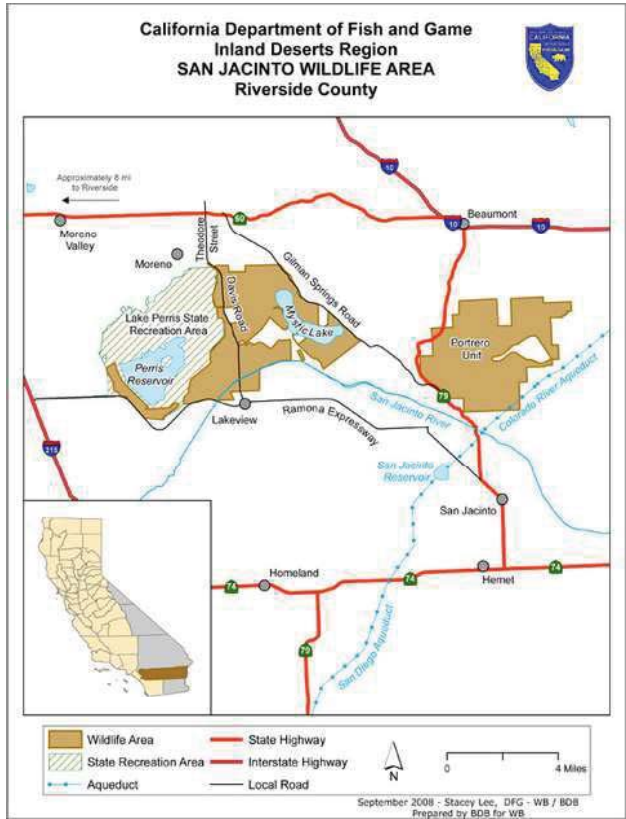 California Department of Fish and Game
Inland Deserts Region
SAN JACINTO WILDLIFE AREA
Riverside County
CALIFORNIA
Approximately 8 mi
to Riverside
10
60
Beaumont
10
10
Moreno
Valley
Theodore
Street
Moreno
Gilman Springs Road
Davis Road
Mystic Lake
Lake Perris State
Recreation Area
Perris
Reservoir
Portrero
Unit
Colorado River Aqueduct
79
San Jacinto River
Lakeview
Ramona Expressway
215
San Jacinto
Reservoir
San Jacinto
Homeland
Hemet
74
74
74
79
San Diego Aquoduct
Wildlife Area
State Recreation Area
Aqueduct
State Highway
Interstate Highway
Local Road
N
0
4
Miles
September 2008 - Stacey Lee, DFG - WB / BDB
Prepared by BDB for WB